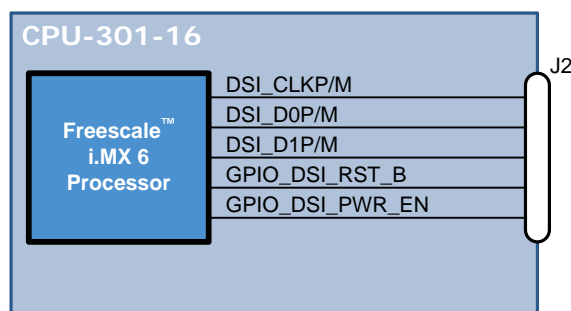 CPU-301-16
J2
DSI_CLKP/M
DSI_D0P/M
DSI_D1P/M
GPIO_DSI_RST_B
GPIO_DSI_PWR_EN
Freescale™
i.MX 6
Processor